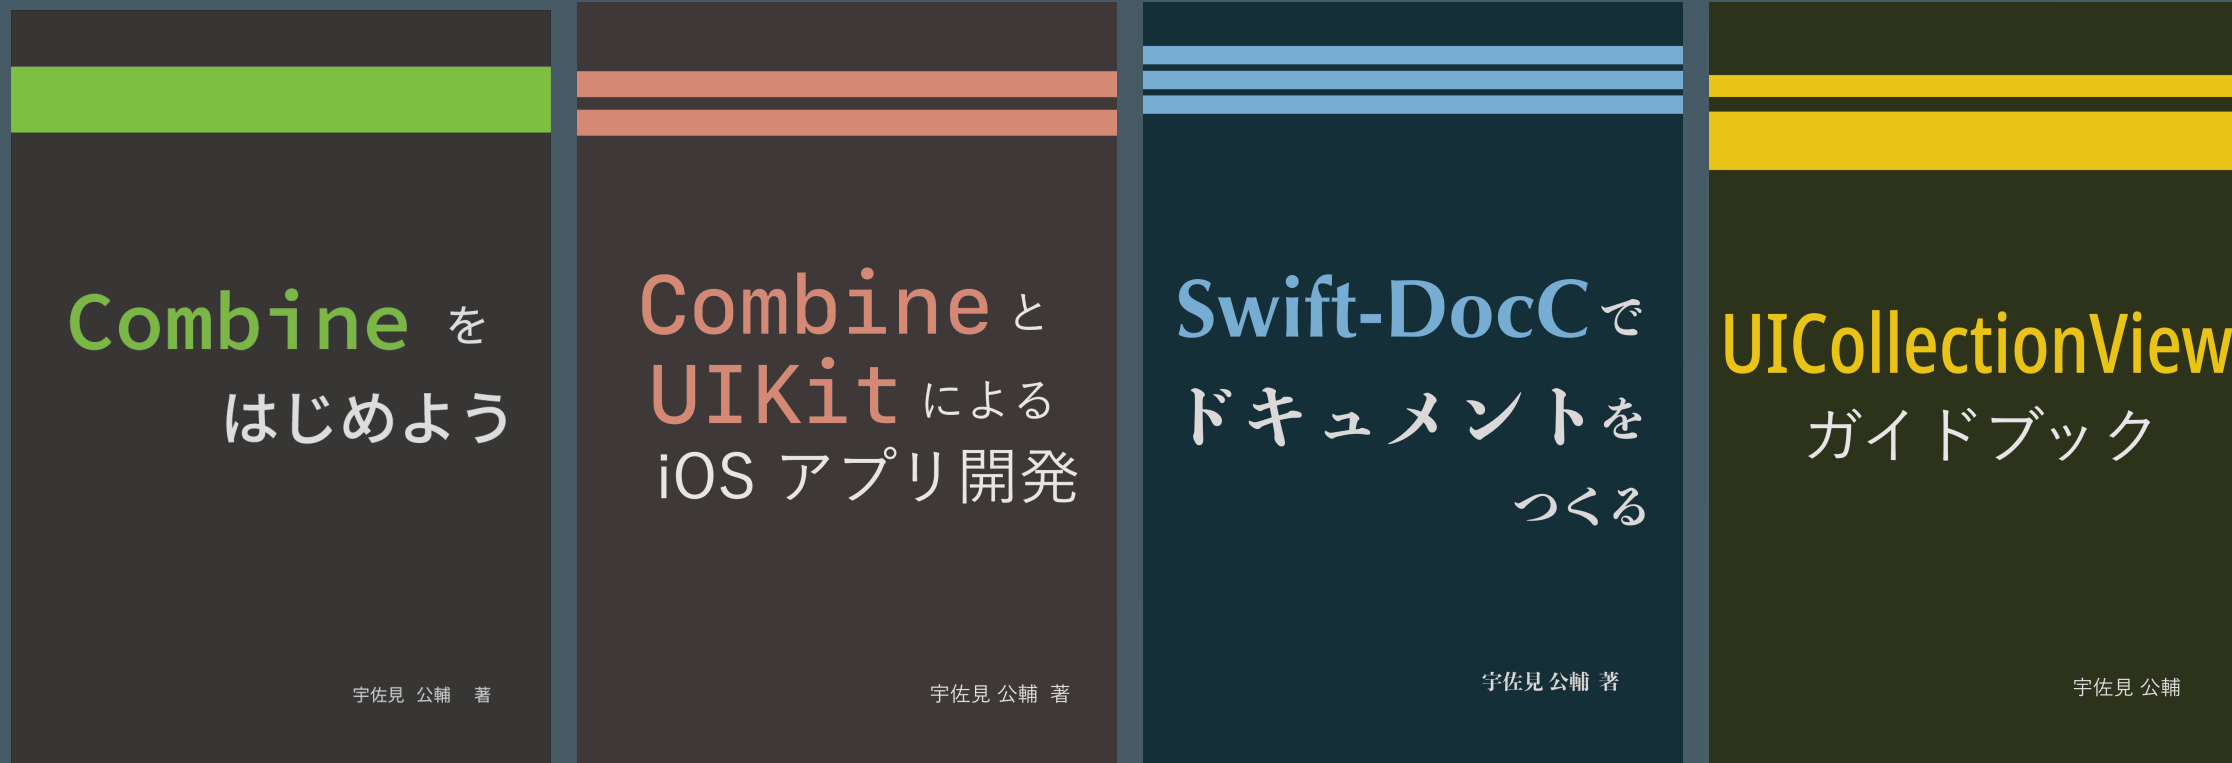 Combine を
はじめよう
宇佐見 公輔 著
Combine と
UIKit による
iOS アプリ開発
宇佐見 公輔 著
Swift-DocC で
ドキュメントを
つくる
宇佐見 公輔 著
UICollectionView
ガイドブック
宇佐見 公輔